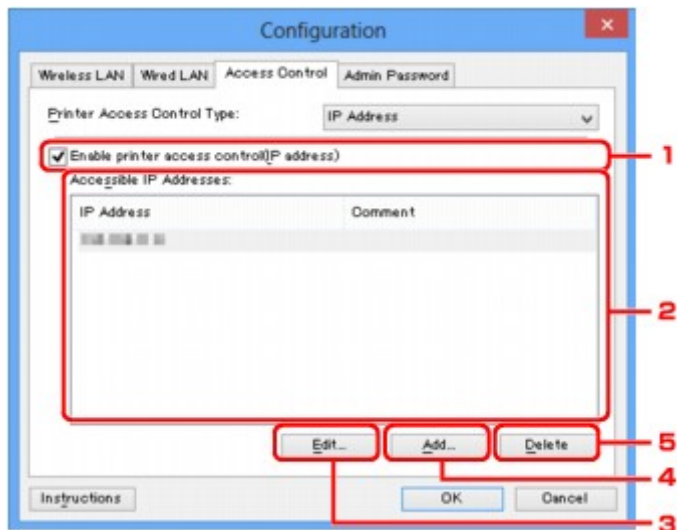 Configuration
Wireless LAN Wired LAN Access Control Admin Password
Printer Access Control Type: IP Address
Enable printer access control(IP address) 1
Accessible IP Addresses:
IP Address Comment
2
Edit... Add... Delete 5
4
Instructions OK Cancel
3